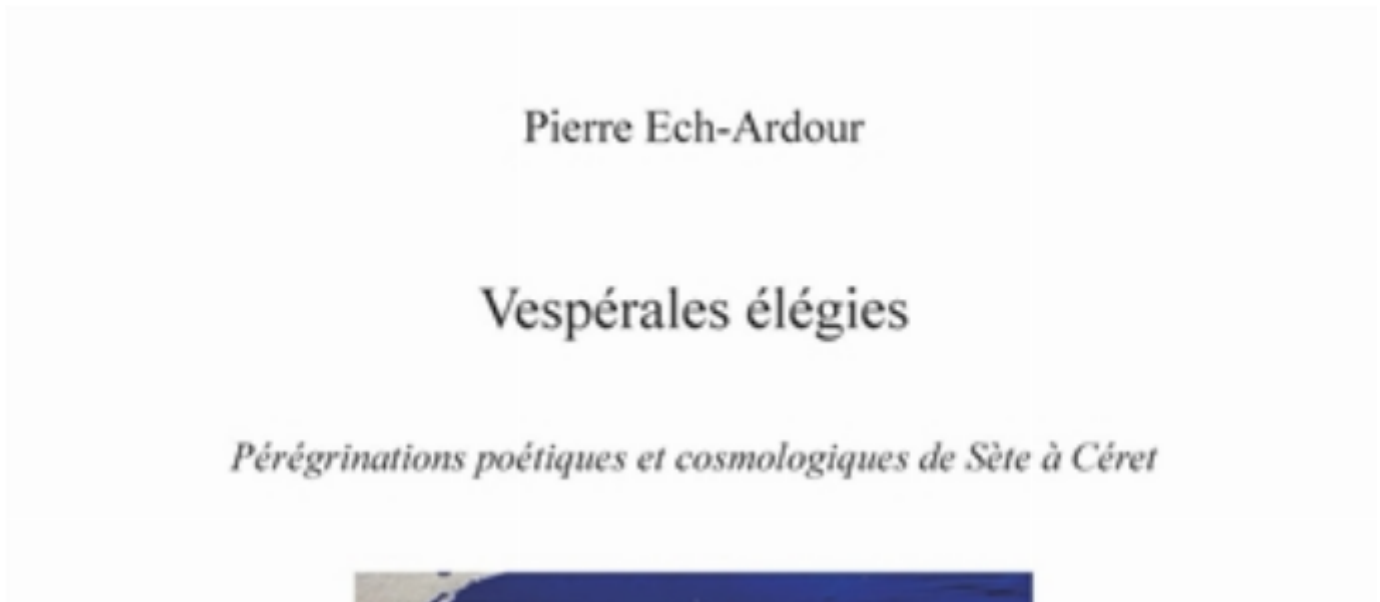 Pierre Ech-Ardour
Vespérales élégies
Pérégrinations poétiques et cosmologiques de Sète à Céret